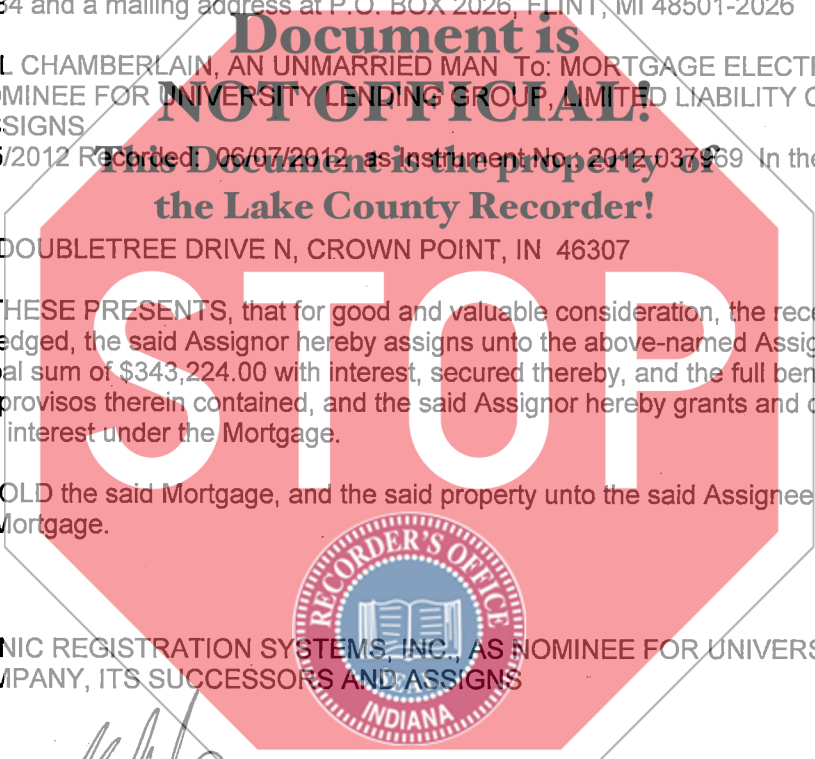 34 and a mailing address at P.O. BOX 2026, FLINT, MI 48501-2026
Document is
L CHAMBERLAIN, AN UNMARRIED MAN To: MORTGAGE ELECT
NOT OFFICIAL!
MINEE FOR UNIVERSITY LENDING GROUP, LIMITED LIABILITY
SIGNS
/2012 Recorded: 06/07/2012 as Instrument No.: 2012 037969 In the
This Document is the property of
the Lake County Recorder!
DOUBLETREE DRIVE N, CROWN POINT, IN 46307
THESE PRESENTS, that for good and valuable consideration, the rece
edged, the said Assignor hereby assigns unto the above-named Assig
al sum of $343,224.00 with interest, secured thereby, and the full ben
provisos therein contained, and the said Assignor hereby grants and
interest under the Mortgage.
STOP
OLD the said Mortgage, and the said property unto the said Assignee
Mortgage.
RECORDER'S OFFICE
NIC REGISTRATION SYSTEMS, INC., AS NOMINEE FOR UNIVERS
MPANY, ITS SUCCESSORS AND ASSIGNS
INDIANA